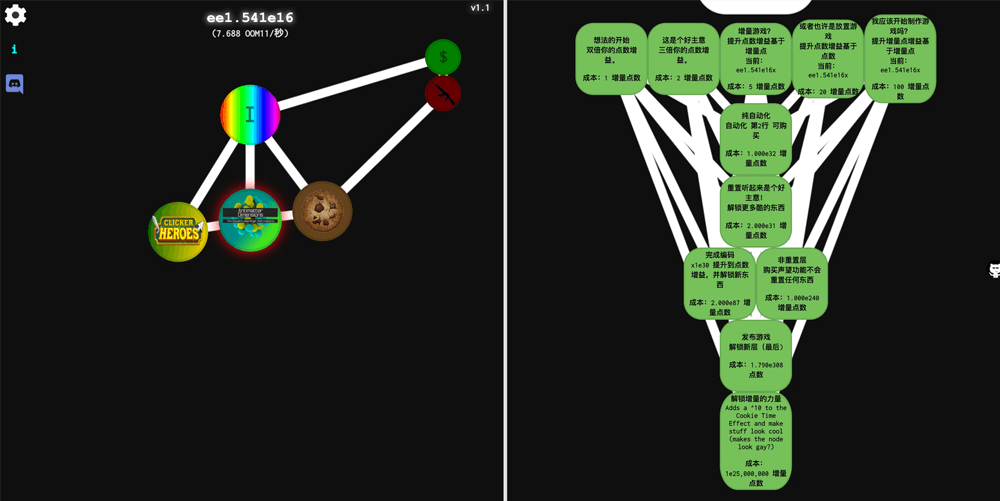 ee1.541e16
(7.688 OOM11/秒)
v1.1
i
$
I
CLICKER
HEROES
Antimatter
Dimensions
想法的开始
双倍你的点数增
益。
成本: 1 增量点数
这是个好主意
三倍你的点数增
益。
成本: 2 增量点数
增量游戏?
提升点数增益基于
增量点
当前:
ee1.541e16x
成本: 5 增量点数
或者也许是放置游
戏
提升点数增益基于
点数
当前:
ee1.541e16x
成本: 20 增量点数
我应该开始制作游
戏吗?
提升增量点增益基
于增量点
当前:
ee1.541e16x
成本: 100 增量点
数
纯自动化
自动化 第2行 可购
买
成本: 1.000e32 增
量点数
重置听起来是个好
主意!
解锁更多酷的东西
成本: 2.000e31 增
量点数
完成编码
x1e30 提升到点数
增益,并解锁新东
西
成本: 2.000e87 增
量点数
非重置层
购买声望功能不会
重置任何东西
成本: 1.000e240
增量点数
发布游戏
解锁新层（最后）
成本: 1.790e308
点数
解锁增量的力量
Adds a ^10 to the
Cookie Time
Effect and make
stuff look cool
(makes the node
look gay?)
成本:
1e25,000,000 增量
点数